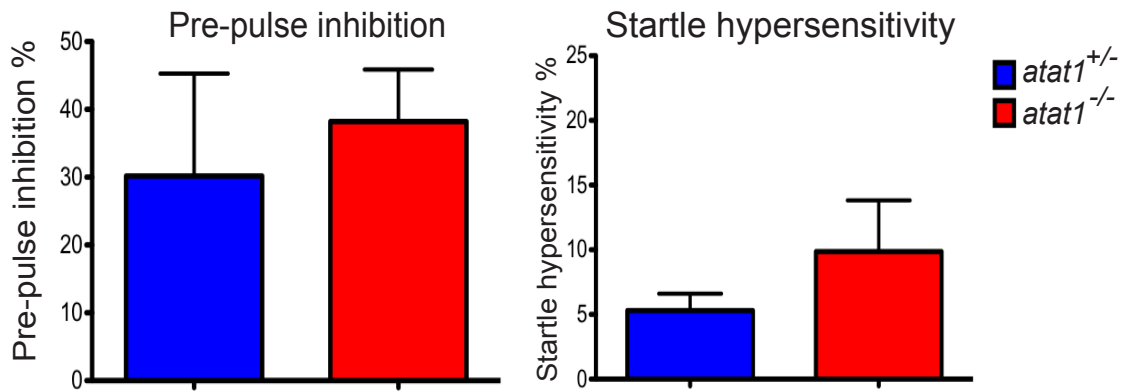 Pre-pulse inhibition
Pre-pulse inhibition %
50
40
30
20
10
0
Startle hypersensitivity
Startle hypersensitivity %
25
20
15
10
5
0
atat1+/-
atat1-/-